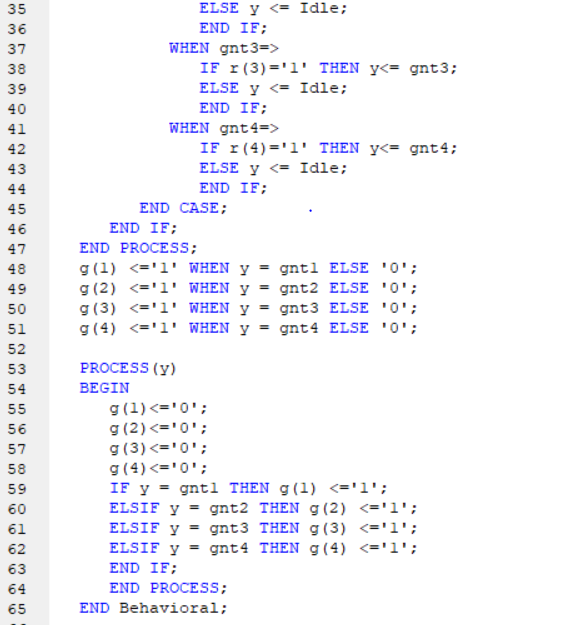 35 ELSE y <= Idle;
36 END IF;
37 WHEN gnt3=>
38 IF r(3)='1' THEN y<= gnt3;
39 ELSE y <= Idle;
40 END IF;
41 WHEN gnt4=>
42 IF r(4)='1' THEN y<= gnt4;
43 ELSE y <= Idle;
44 END IF;
45 END CASE;
46 END IF;
47 END PROCESS;
48 g(1) <='1' WHEN y = gnt1 ELSE '0';
49 g(2) <='1' WHEN y = gnt2 ELSE '0';
50 g(3) <='1' WHEN y = gnt3 ELSE '0';
51 g(4) <='1' WHEN y = gnt4 ELSE '0';
52
53 PROCESS(y)
54 BEGIN
55 g(1)<='0';
56 g(2)<='0';
57 g(3)<='0';
58 g(4)<='0';
59 IF y = gnt1 THEN g(1) <='1';
60 ELSIF y = gnt2 THEN g(2) <='1';
61 ELSIF y = gnt3 THEN g(3) <='1';
62 ELSIF y = gnt4 THEN g(4) <='1';
63 END IF;
64 END PROCESS;
65 END Behavioral;